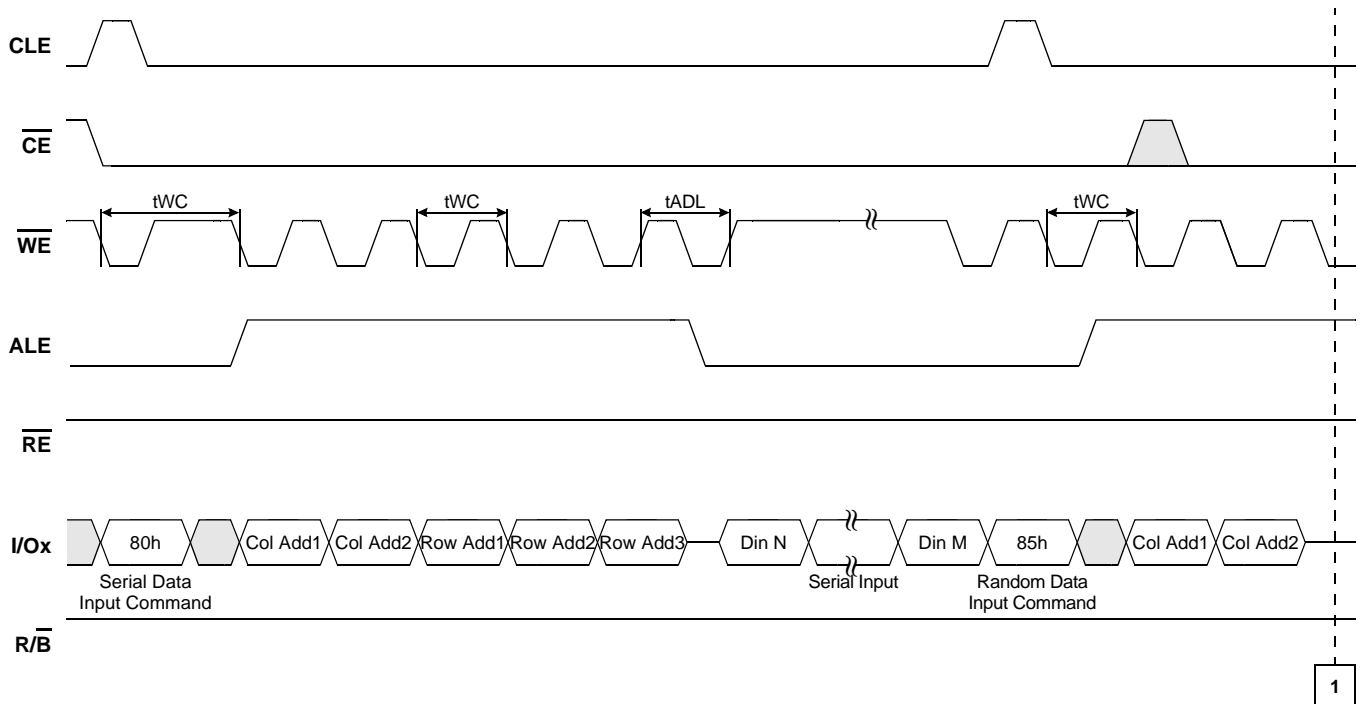 CLE
CE
tWC tWC tADL tWC
WE
ALE
RE
I/Ox 80h Col Add1 Col Add2 Row Add1 Row Add2 Row Add3 Din N Din M 85h Col Add1 Col Add2
Serial Data
Input Command
Serial Input
Random Data
Input Command
R/B
1